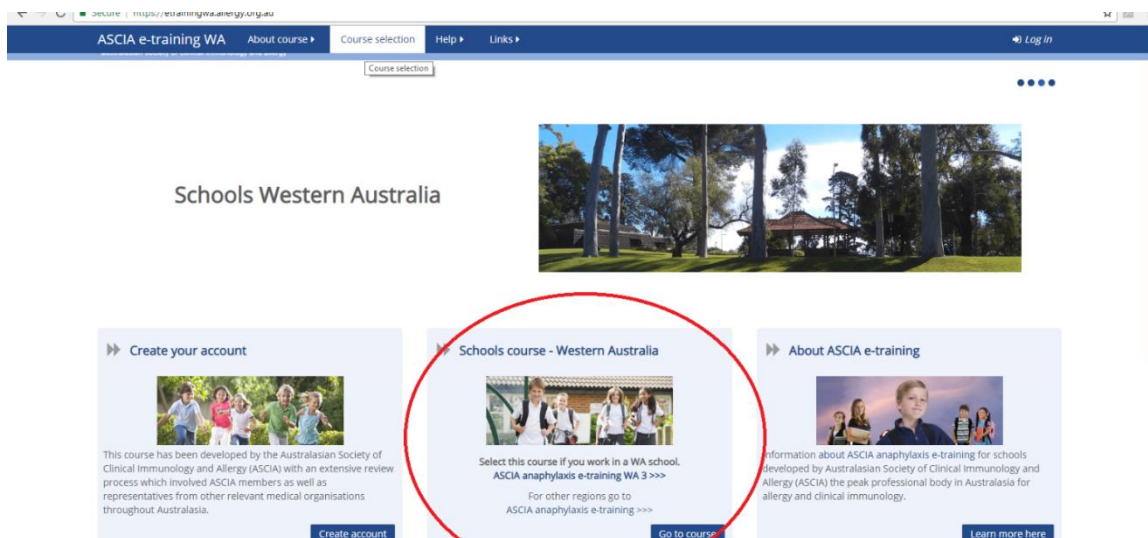 Secure https://etrainingwa.allergy.org.au
ASCIA e-training WA About course Course selection Help Links Log in
Course selection
Schools Western Australia
Create your account
This course has been developed by the Australasian Society of
Clinical Immunology and Allergy (ASCIA) with an extensive review
process which involved ASCIA members as well as
representatives from other relevant medical organisations
throughout Australasia.
Create account
Schools course - Western Australia
Select this course if you work in a WA school.
ASCIA anaphylaxis e-training WA 3 >>>
For other regions go to
ASCIA anaphylaxis e-training >>>
Go to course
About ASCIA e-training
Information about ASCIA anaphylaxis e-training for schools
developed by Australasian Society of Clinical Immunology and
Allergy (ASCIA) the peak professional body in Australasia for
allergy and clinical immunology.
Learn more here